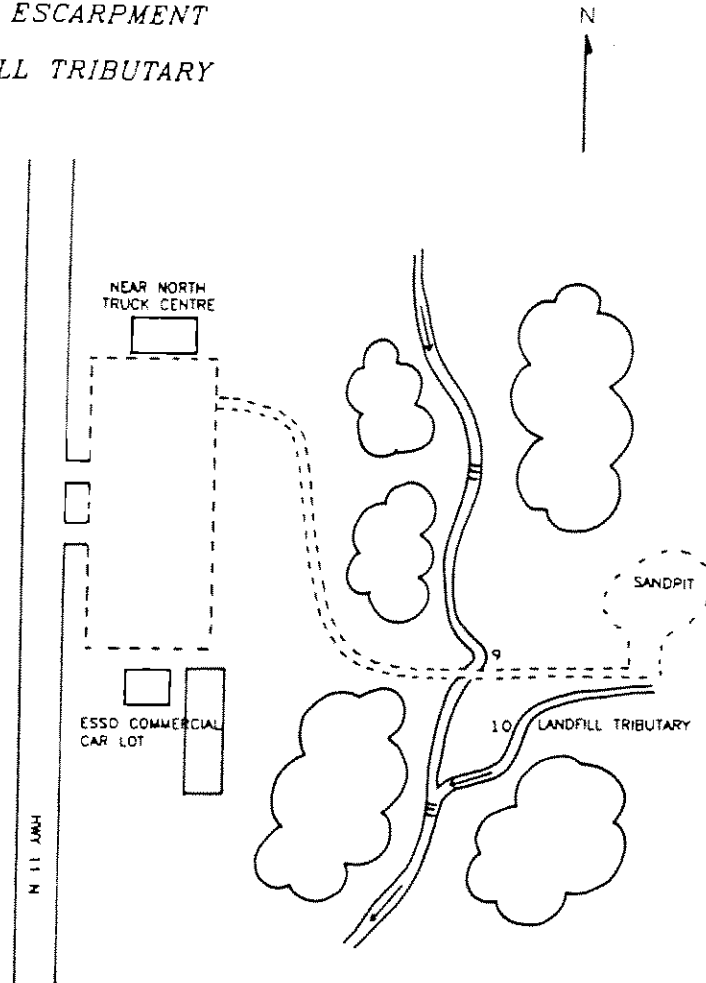 ESCARPMENT
LL TRIBUTARY
N
NEAR NORTH
TRUCK CENTRE
SANDPIT
9
ESSO COMMERCIAL
CAR LOT
10 LANDFILL TRIBUTARY
HWY 11 N